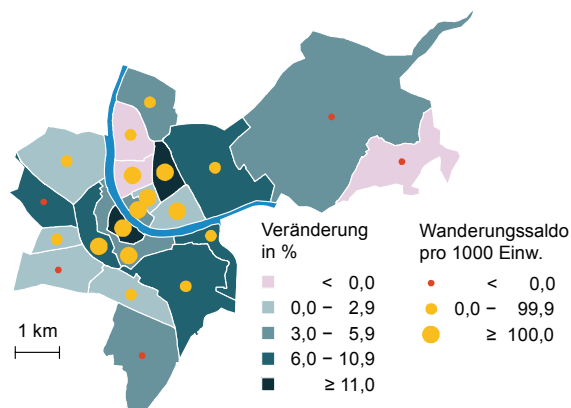 Veränderung
in %
< 0,0
0,0 – 2,9
3,0 – 5,9
6,0 – 10,9
≥ 11,0
Wanderungssaldo
pro 1000 Einw.
< 0,0
0,0 – 99,9
≥ 100,0
1 km